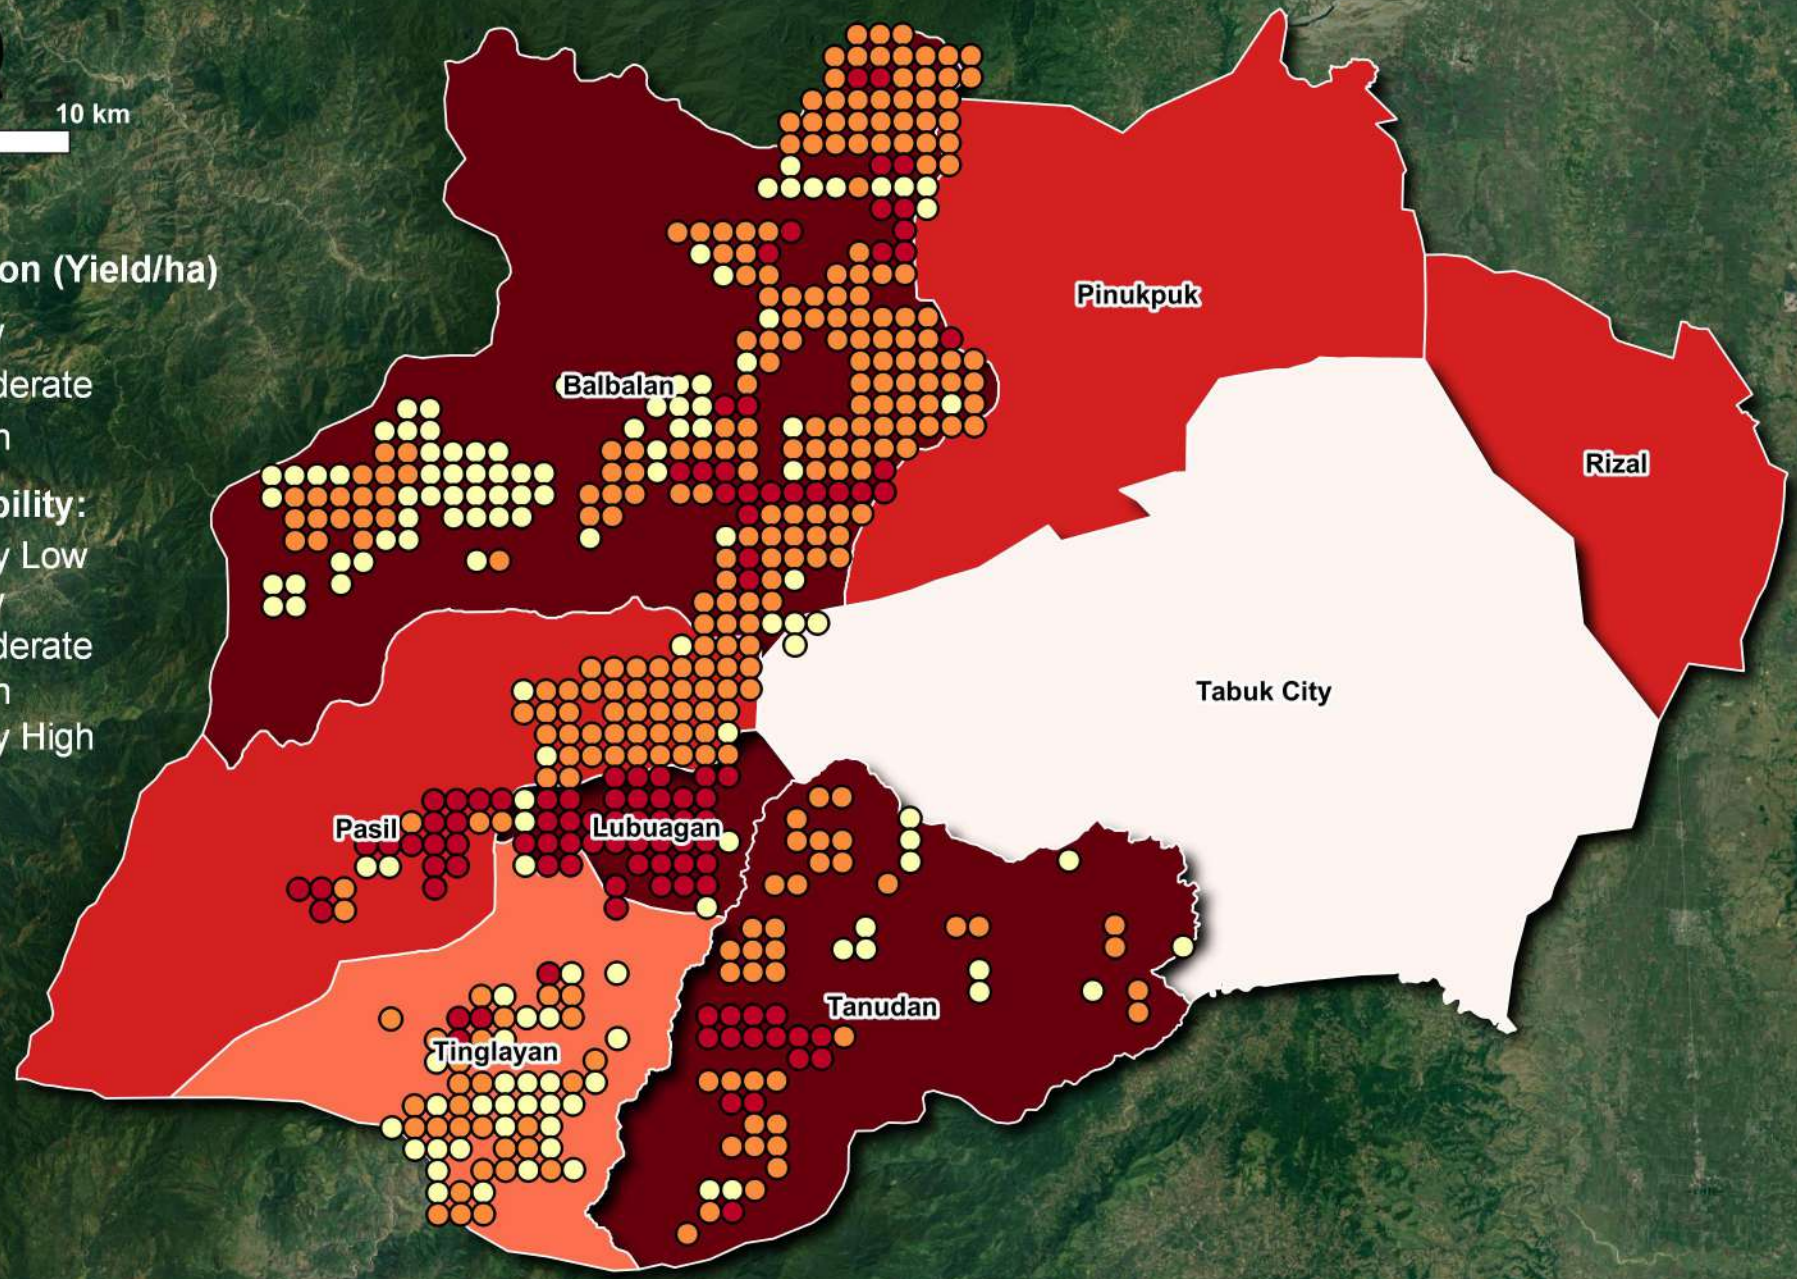 10 km
on (Yield/ha)
derate
bility:
y Low
derate
y High
Pinukpuk
Balbalan
Rizal
Tabuk City
Pasil
Lubuagan
Tanudan
Tinglayan